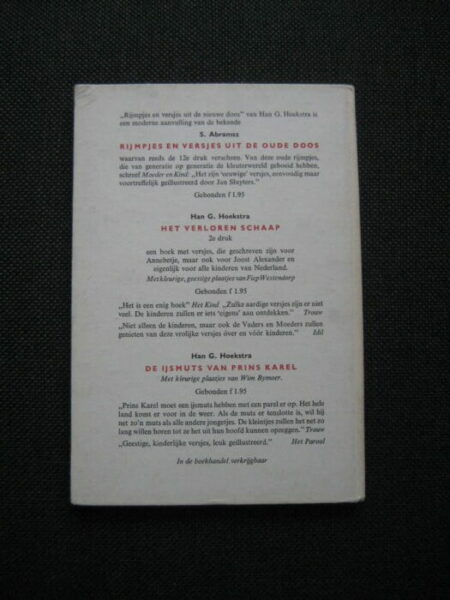 „Rijmpjes en versjes uit de nieuwe doos” van Han G. Hoekstra is
een moderne aanvulling van de bekende
S. Abramsz
RIJMPJES EN VERSJES UIT DE OUDE DOOS
waarvan reeds de 12e druk verscheen. Van deze oude rijmpjes,
die van generatie op generatie de kleuterwereld geboeid hebben,
schreef Moeder en Kind: „Het zijn 'eeuwige' versjes, eenvoudig maar
voortreffelijk geïllustreerd door Jan Sluyters.”
Gebonden f 1.95
Han G. Hoekstra
HET VERLOREN SCHAAP
2e druk
een boek met versjes, die geschreven zijn voor
Annebetje, maar ook voor Joost Alexander en
eigenlijk voor alle kinderen van Nederland.
Met kleurige, geestige plaatjes van Fiep Westendorp
Gebonden f 1.95
„Het is een enig boek” Het Kind „Zulke aardige versjes zijn er niet
veel. De kinderen zullen er iets 'eigens' aan ontdekken.” Trouw
„Niet alleen de kinderen, maar ook de Vaders en Moeders zullen
genieten van deze vrolijke versjes over en vóór kinderen.” Idil
Han G. Hoekstra
DE IJSMUTS VAN PRINS KAREL
Met kleurige plaatjes van Wim Bijmoer.
Gebonden f 1.95
„Prins Karel moet een ijsmuts hebben met een parel er op. Het hele
land komt er voor in de weer. Als de muts er tenslotte is, wil hij
net zo'n muts als alle andere jongetjes. De kleintjes zullen het net zo
lang willen horen tot ze het uit hun hoofd kunnen opzeggen.” Trouw
„Geestige, kinderlijke versjes, leuk geïllustreerd.” Het Parool
In de boekhandel verkrijgbaar